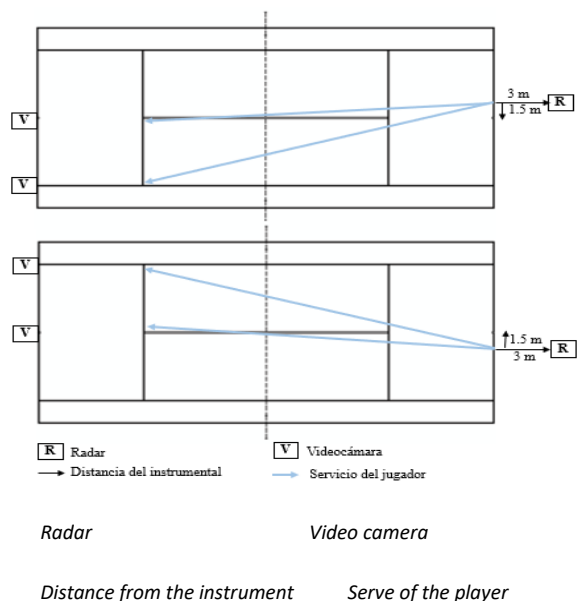 3 m
R
1.5 m
V
V
V
1.5 m
V
3 m
R
R Radar
V Videocámara
Distancia del instrumental
Servicio del jugador
Radar
Video camera
Distance from the instrument
Serve of the player